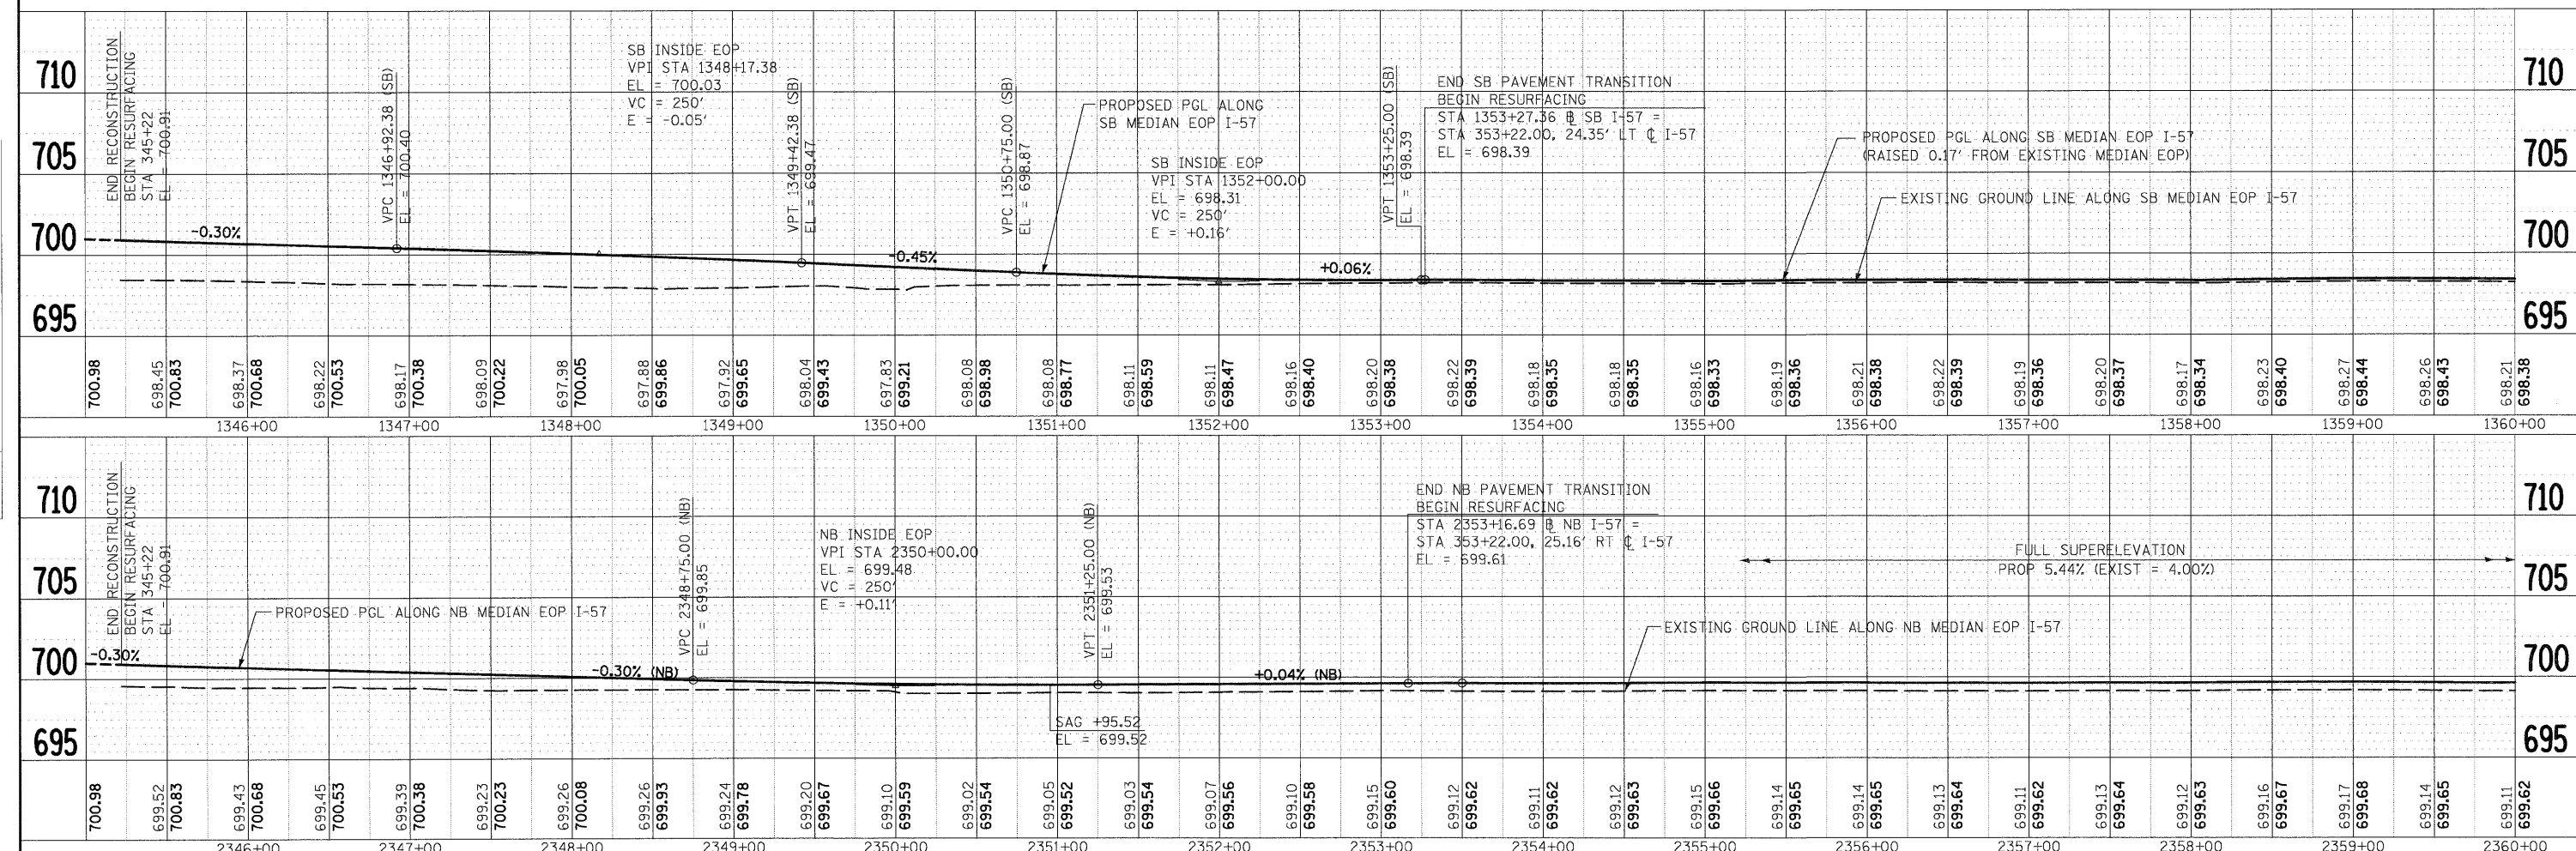 710
705
700
695
710
705
700
695
END RECONSTRUCTION
BEGIN RESURFACING
STA 345+22
EL - 700.91
-0.30%
VPC 1346+92.38 (SB)
EL = 700.40
SB INSIDE EOP
VPI STA 1348+17.38
EL = 700.03
VC = 250'
E = -0.05'
VPT 1349+42.38 (SB)
EL = 699.47
-0.45%
VPC 1350+75.00 (SB)
EL = 698.87
PROPOSED PGL ALONG
SB MEDIAN EOP I-57
SB INSIDE EOP
VPI STA 1352+00.00
EL = 698.31
VC = 250'
E = +0.16'
+0.06%
VPT 1353+25.00 (SB)
EL = 698.39
END SB PAVEMENT TRANSITION
BEGIN RESURFACING
STA 1353+27.36 ⅊ SB I-57 =
STA 353+22.00, 24.35' LT ℄ I-57
EL = 698.39
PROPOSED PGL ALONG SB MEDIAN EOP I-57
(RAISED 0.17' FROM EXISTING MEDIAN EOP)
EXISTING GROUND LINE ALONG SB MEDIAN EOP I-57
700.98
698.45
700.83
698.37
700.68
698.22
700.53
698.17
700.38
698.09
700.22
697.98
700.05
697.88
699.86
697.92
699.65
698.04
699.43
697.83
699.21
698.08
698.98
698.08
698.77
698.11
698.59
698.11
698.47
698.16
698.40
698.20
698.38
698.22
698.39
698.18
698.35
698.18
698.35
698.16
698.33
698.19
698.36
698.21
698.38
698.22
698.39
698.19
698.36
698.20
698.37
698.17
698.34
698.23
698.40
698.27
698.44
698.26
698.43
698.21
698.38
1346+00 1347+00 1348+00 1349+00 1350+00 1351+00 1352+00 1353+00 1354+00 1355+00 1356+00 1357+00 1358+00 1359+00 1360+00
710
705
700
695
710
705
700
695
END RECONSTRUCTION
BEGIN RESURFACING
STA 345+22
EL - 700.91
-0.30%
PROPOSED PGL ALONG NB MEDIAN EOP I-57
-0.30% (NB)
VPC 2348+75.00 (NB)
EL = 699.85
NB INSIDE EOP
VPI STA 2350+00.00
EL = 699.48
VC = 250'
E = +0.11'
SAG +95.52
EL = 699.52
VPT 2351+25.00 (NB)
EL = 699.53
+0.04% (NB)
END NB PAVEMENT TRANSITION
BEGIN RESURFACING
STA 2353+16.69 ⅊ NB I-57 =
STA 353+22.00, 25.16' RT ℄ I-57
EL = 699.61
EXISTING GROUND LINE ALONG NB MEDIAN EOP I-57
FULL SUPERELEVATION
PROP 5.44% (EXIST = 4.00%)
700.98
699.52
700.83
699.43
700.68
699.45
700.53
699.39
700.38
699.23
700.23
699.26
700.08
699.26
699.93
699.24
699.78
699.20
699.67
699.10
699.59
699.02
699.54
699.05
699.52
699.03
699.54
699.07
699.56
699.10
699.58
699.15
699.60
699.12
699.62
699.11
699.62
699.12
699.63
699.15
699.66
699.14
699.65
699.14
699.65
699.13
699.64
699.11
699.62
699.13
699.64
699.12
699.63
699.16
699.67
699.17
699.68
699.14
699.65
699.11
699.62
2346+00 2347+00 2348+00 2349+00 2350+00 2351+00 2352+00 2353+00 2354+00 2355+00 2356+00 2357+00 2358+00 2359+00 2360+00